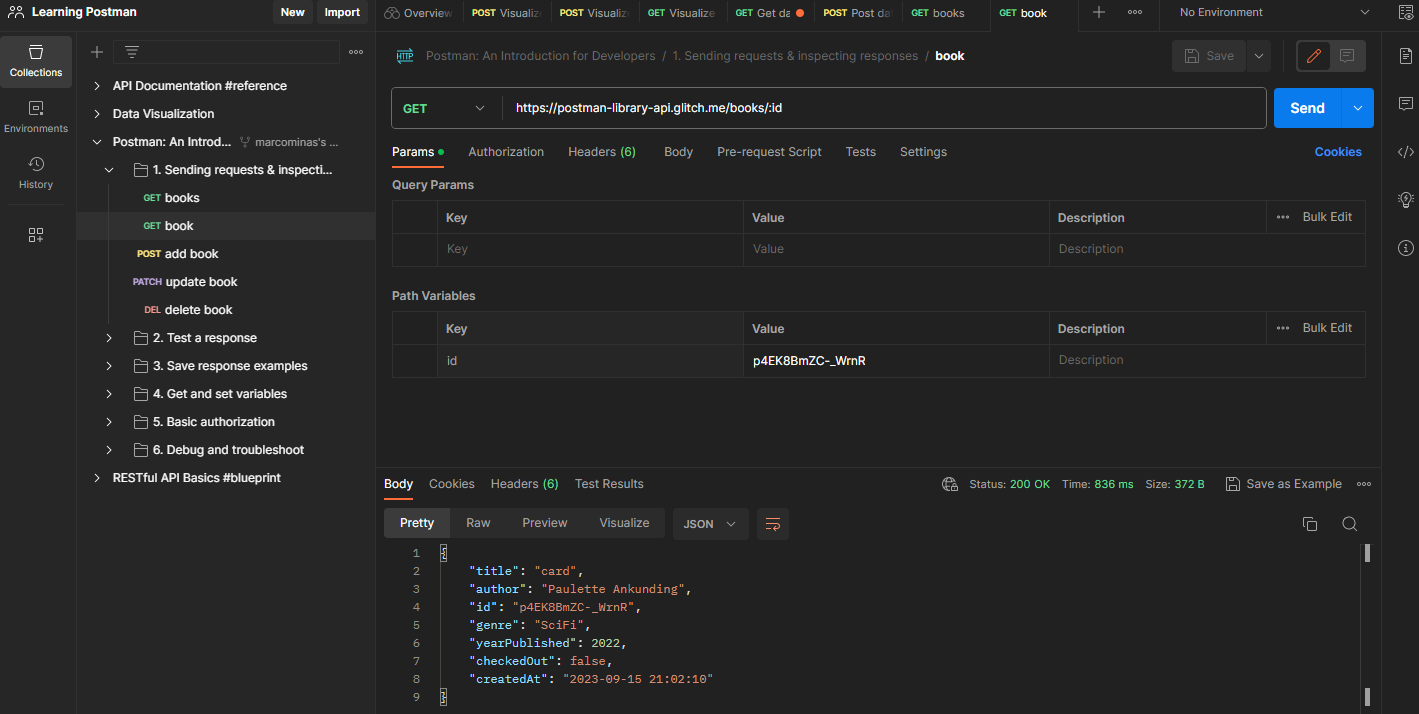 Learning Postman
New
Import
Overview
POST Visualiz
POST Visualiz
GET Visualize
GET Get da
POST Post da
GET books
GET book
No Environment
Collections
Environments
History
API Documentation #reference
Data Visualization
Postman: An Introd... marcominas's ...
1. Sending requests & inspecti...
GET books
GET book
POST add book
PATCH update book
DEL delete book
2. Test a response
3. Save response examples
4. Get and set variables
5. Basic authorization
6. Debug and troubleshoot
RESTful API Basics #blueprint
HTTP Postman: An Introduction for Developers / 1. Sending requests & inspecting responses / book
Save
GET https://postman-library-api.glitch.me/books/:id
Send
Params Authorization Headers (6) Body Pre-request Script Tests Settings
Cookies
Query Params
Key Value Description Bulk Edit
Key Value Description
Path Variables
Key Value Description Bulk Edit
id p4EK8BmZC-_WrnR Description
Body Cookies Headers (6) Test Results
Status: 200 OK Time: 836 ms Size: 372 B Save as Example
Pretty Raw Preview Visualize JSON
1 {
2 "title": "card",
3 "author": "Paulette Ankunding",
4 "id": "p4EK8BmZC-_WrnR",
5 "genre": "SciFi",
6 "yearPublished": 2022,
7 "checkedOut": false,
8 "createdAt": "2023-09-15 21:02:10"
9 }